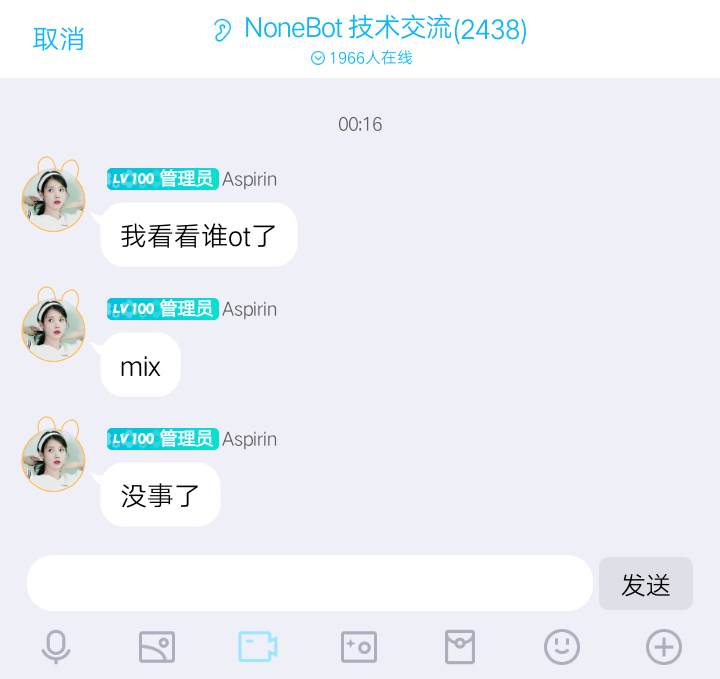 取消
NoneBot 技术交流(2438)
1966人在线
00:16
LV100 管理员 Aspirin
我看看谁ot了
LV100 管理员 Aspirin
mix
LV100 管理员 Aspirin
没事了
发送